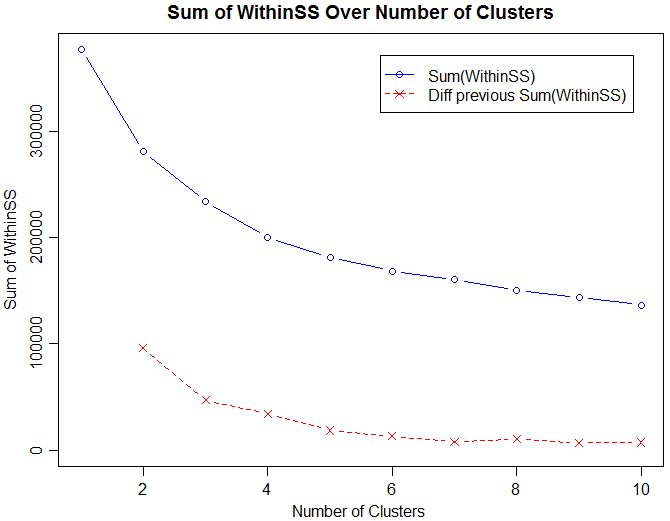 Sum of WithinSS Over Number of Clusters
Sum(WithinSS)
Diff previous Sum(WithinSS)
Sum of WithinSS
300000
200000
100000
0
2 4 6 8 10
Number of Clusters